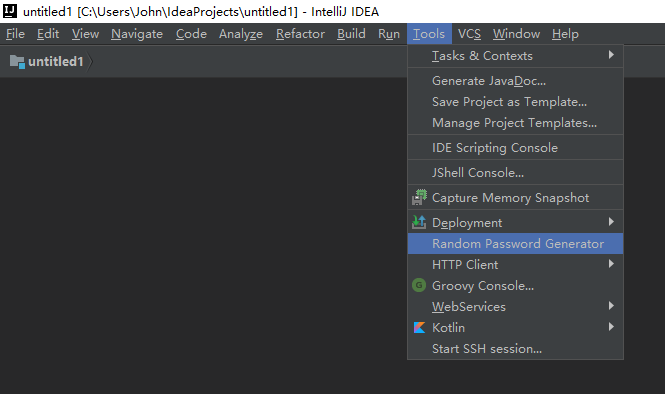 untitled1 [C:\Users\John\IdeaProjects\untitled1] - IntelliJ IDEA
File Edit View Navigate Code Analyze Refactor Build Run Tools VCS Window Help
untitled1
Tasks & Contexts
Generate JavaDoc...
Save Project as Template...
Manage Project Templates...
IDE Scripting Console
JShell Console...
Capture Memory Snapshot
Deployment
Random Password Generator
HTTP Client
Groovy Console...
WebServices
Kotlin
Start SSH session...